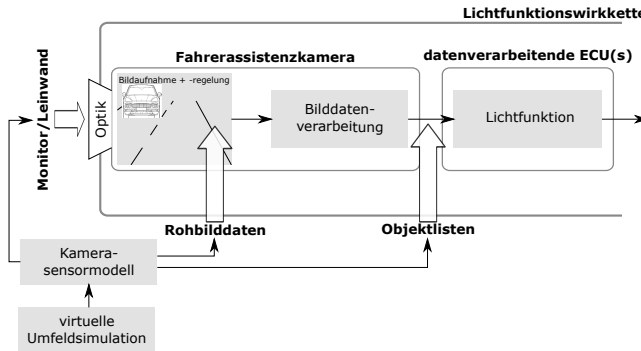 Lichtfunktionswirkkette
Fahrerassistenzkamera
datenverarbeitende ECU(s)
Monitor/Leinwand
Optik
Bildaufnahme + -regelung
Bilddaten-
verarbeitung
Lichtfunktion
Rohbilddaten
Objektlisten
Kamera-
sensormodell
virtuelle
Umfeldsimulation